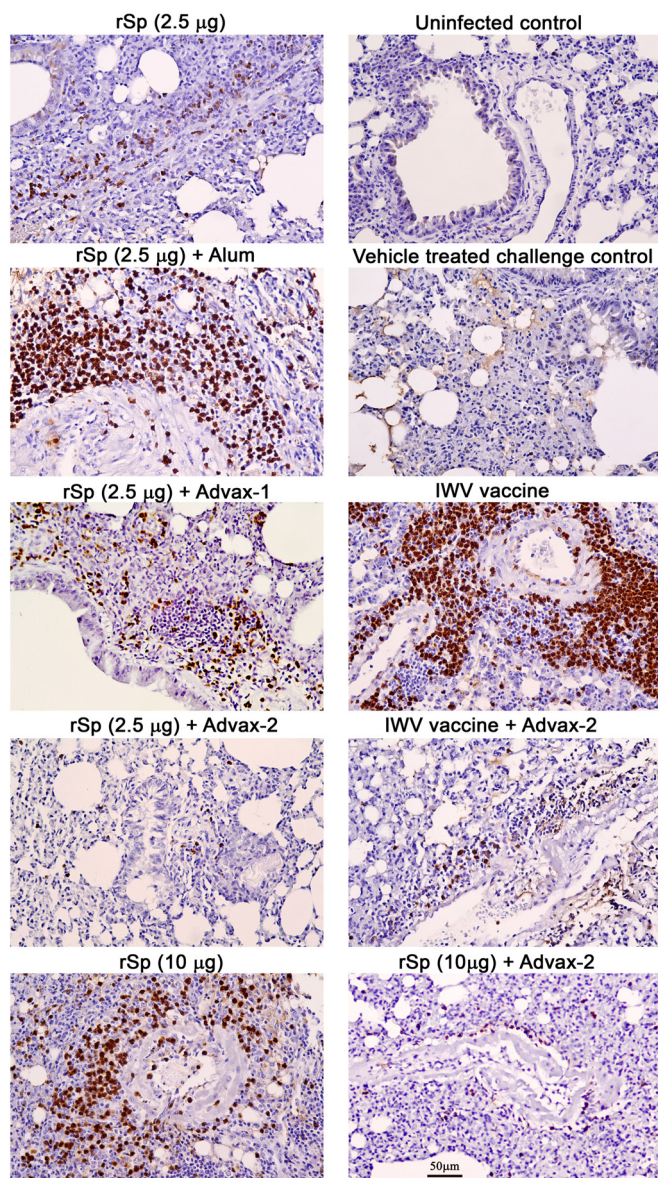 rSp (2.5 µg)
Uninfected control
rSp (2.5 µg) + Alum
Vehicle treated challenge control
rSp (2.5 µg) + Advax-1
IWV vaccine
rSp (2.5 µg) + Advax-2
IWV vaccine + Advax-2
rSp (10 µg)
rSp (10µg) + Advax-2
50µm